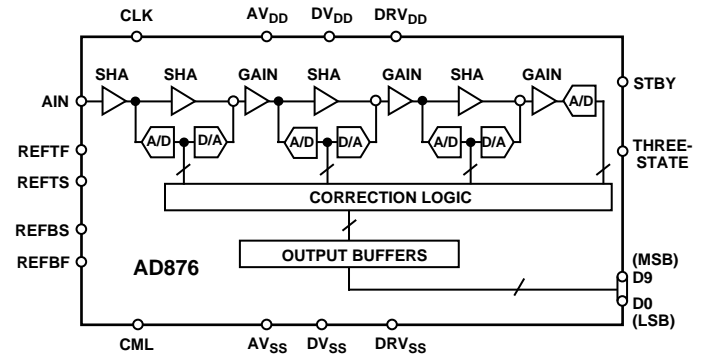 CLK AVDD DVDD DRVDD
SHA SHA GAIN SHA GAIN SHA GAIN
AIN A/D STBY
A/D D/A A/D D/A A/D D/A
REFTF THREE-
STATE
REFTS
CORRECTION LOGIC
REFBS
OUTPUT BUFFERS (MSB)
REFBF AD876 D9
D0
(LSB)
CML AVSS DVSS DRVSS